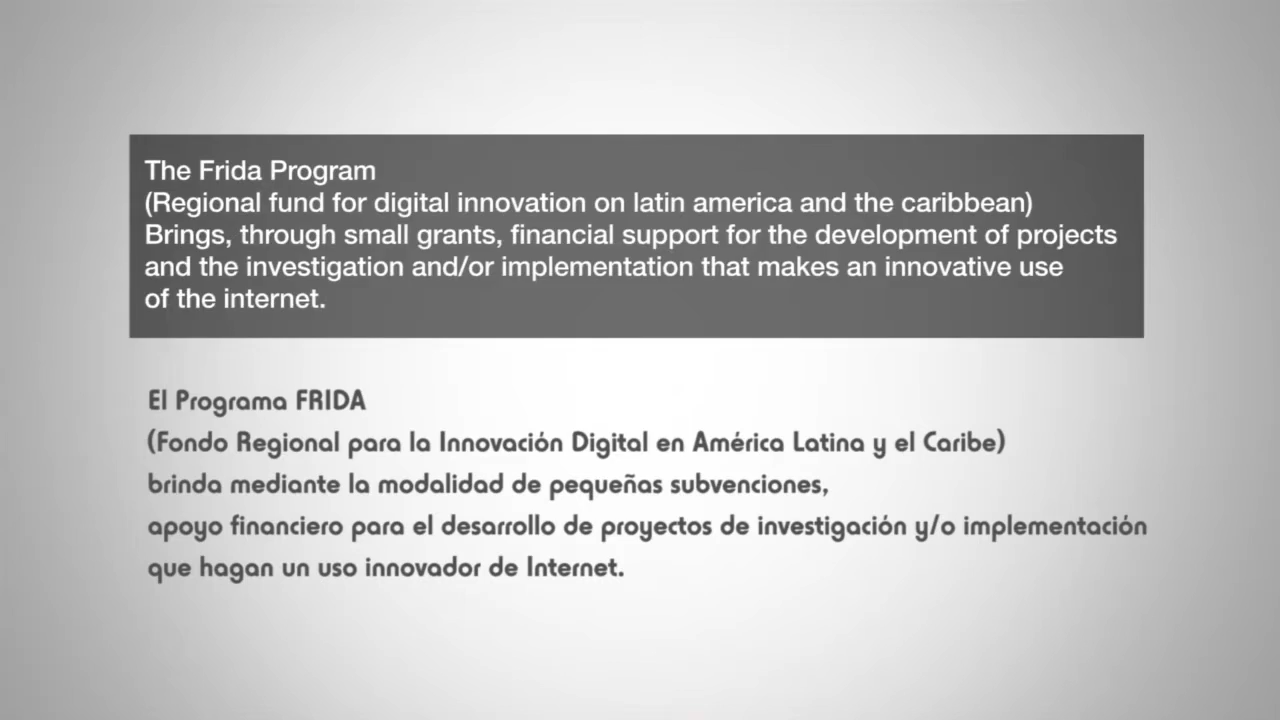 The Frida Program
(Regional fund for digital innovation on latin america and the caribbean)
Brings, through small grants, financial support for the development of projects
and the investigation and/or implementation that makes an innovative use
of the internet.
El Programa FRIDA
(Fondo Regional para la Innovación Digital en América Latina y el Caribe)
brinda mediante la modalidad de pequeñas subvenciones,
apoyo financiero para el desarrollo de proyectos de investigación y/o implementación
que hagan un uso innovador de Internet.